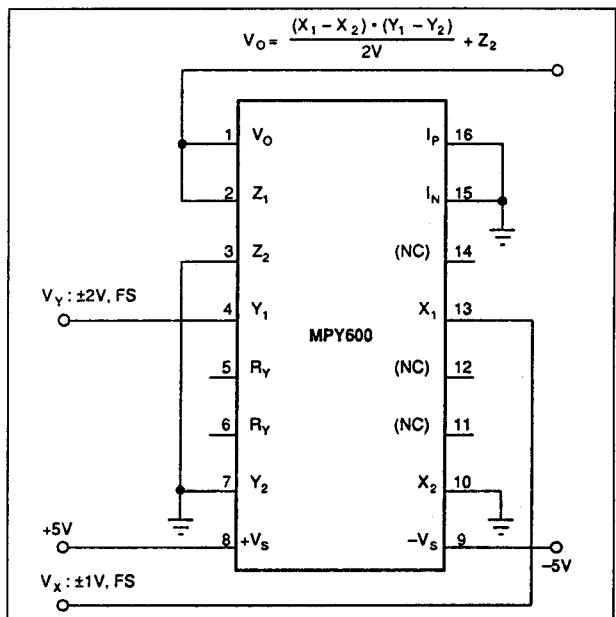 V_O = (X_1 – X_2) • (Y_1 – Y_2) / 2V + Z_2
1 V_O I_P 16
2 Z_1 I_N 15
3 Z_2 (NC) 14
V_Y : ±2V, FS 4 Y_1 X_1 13
MPY600
5 R_Y (NC) 12
6 R_Y (NC) 11
7 Y_2 X_2 10
+5V 8 +V_S –V_S 9 –5V
V_X : ±1V, FS